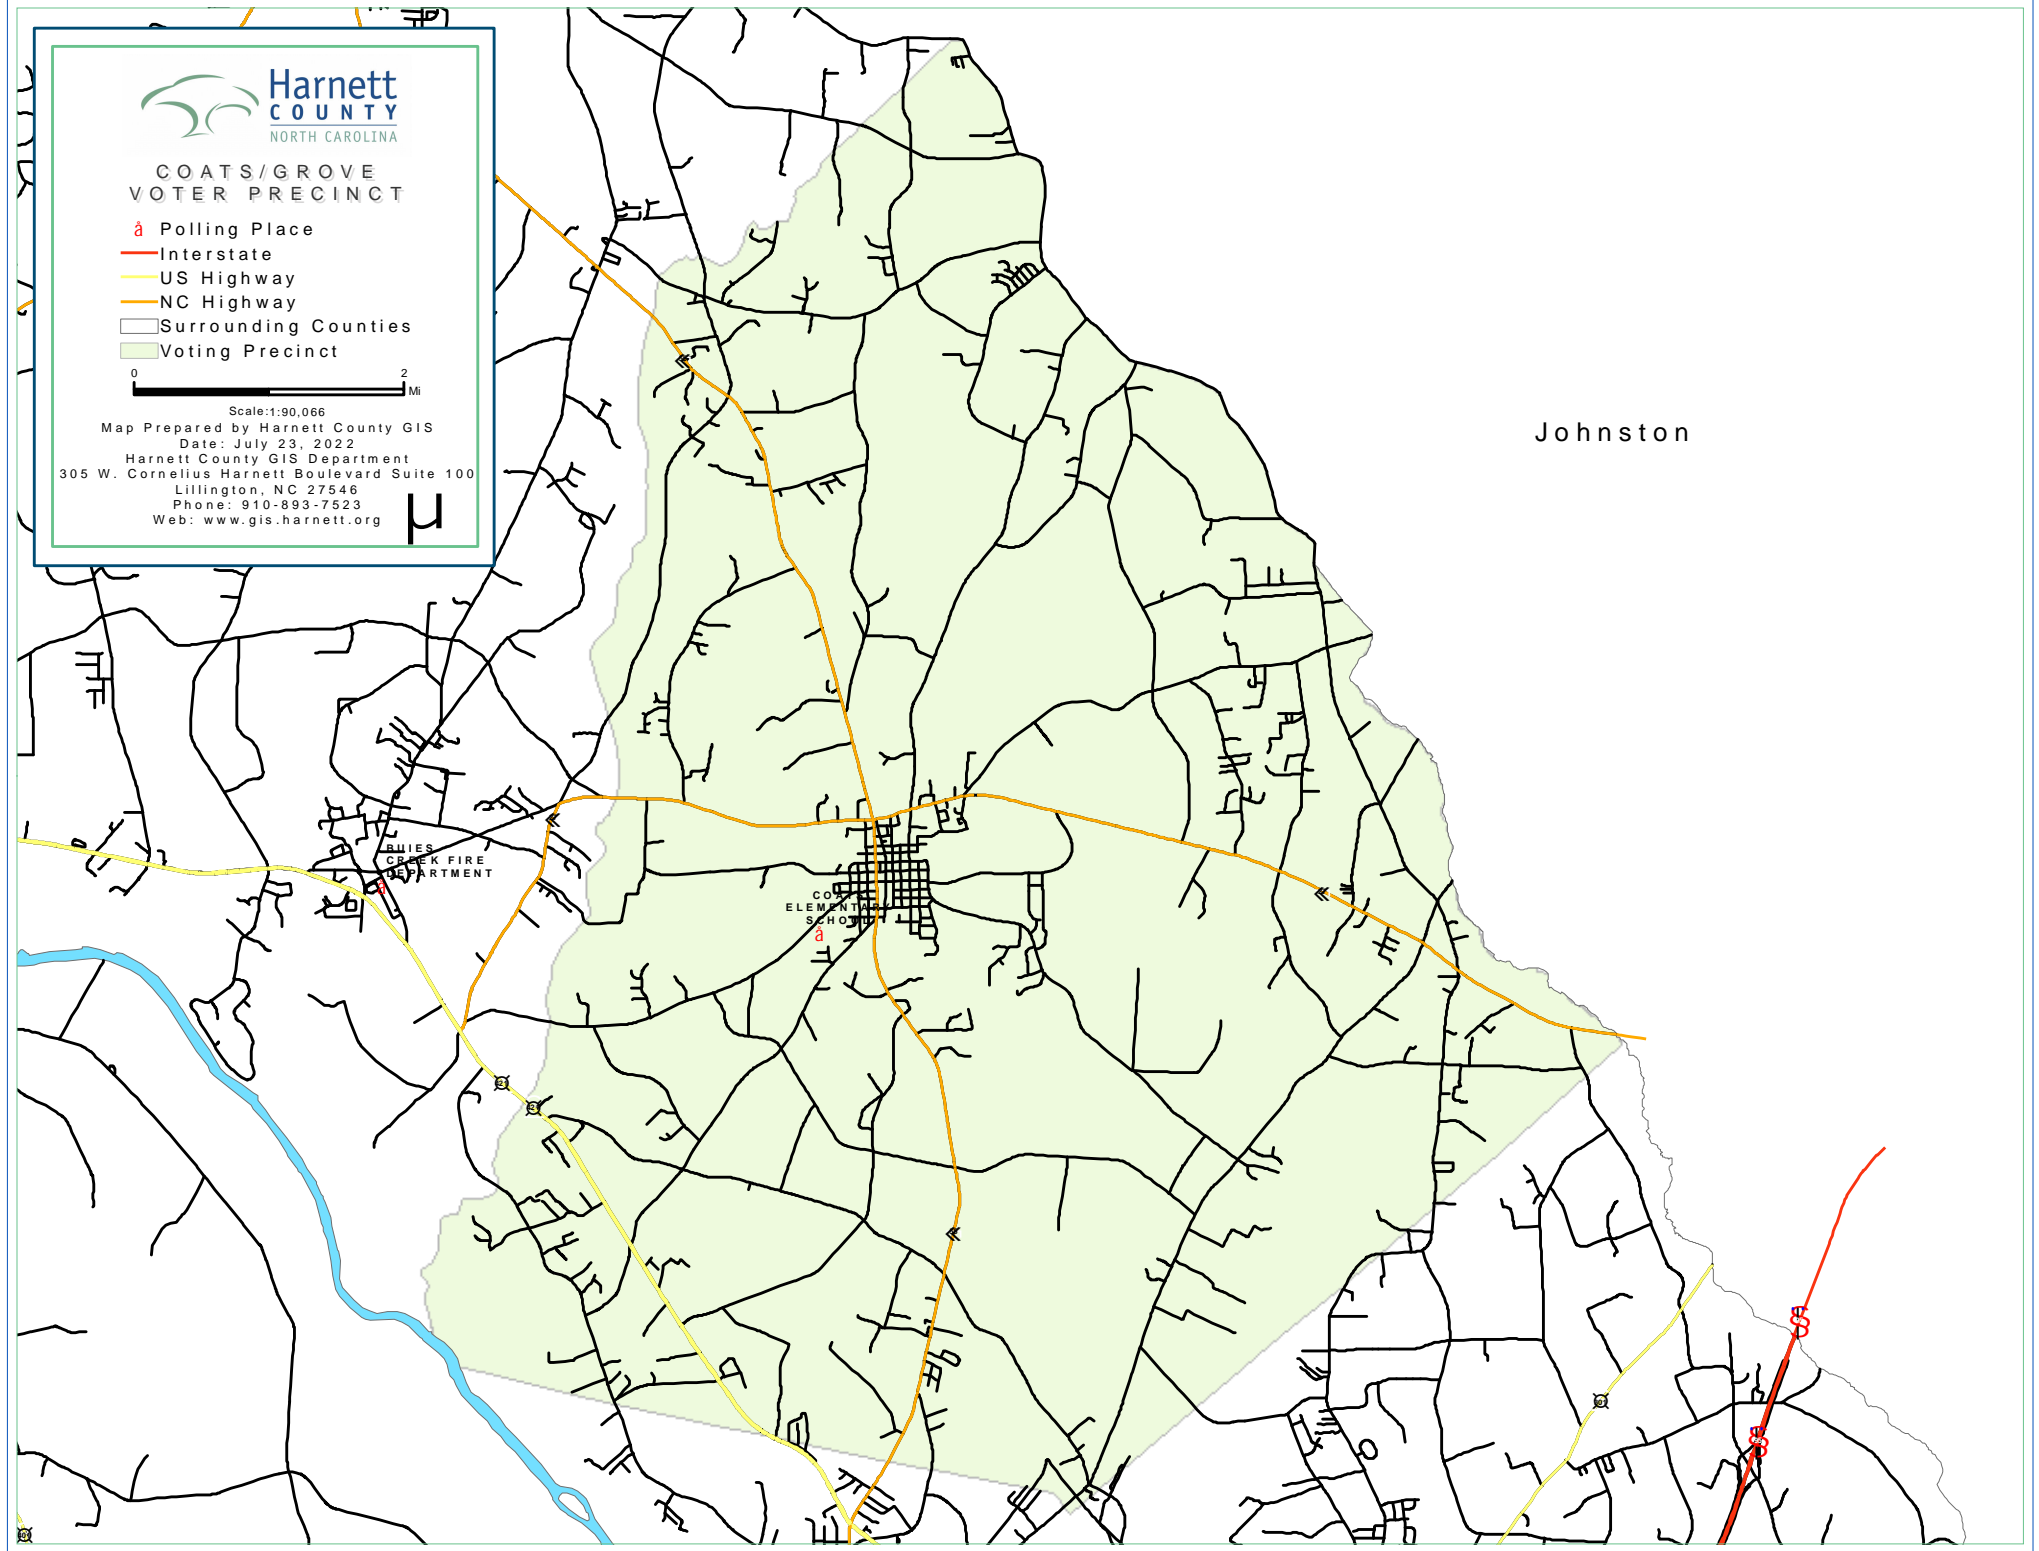 Harnett
COUNTY
NORTH CAROLINA
COATS/GROVE
VOTER PRECINCT
å Polling Place
Interstate
US Highway
NC Highway
Surrounding Counties
Voting Precinct
0 2
Mi
Scale:1:90,066
Map Prepared by Harnett County GIS
Date: July 23, 2022
Harnett County GIS Department
305 W. Cornelius Harnett Boulevard Suite 100
Lillington, NC 27546
Phone: 910-893-7523
Web: www.gis.harnett.org
µ
Johnston
BUIES
CREEK FIRE
DEPARTMENT
å
COATS
ELEMENTARY
SCHOOL
å